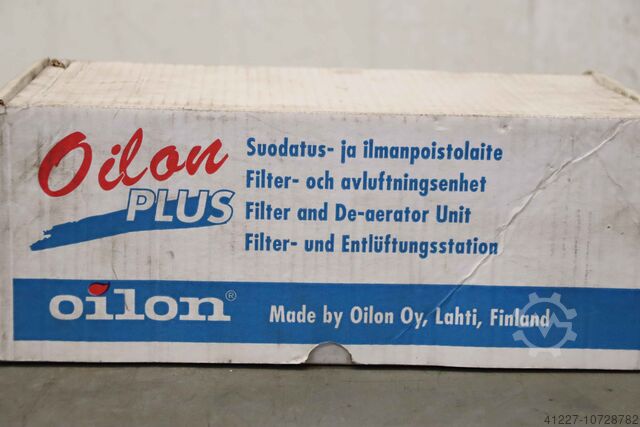 Oilon
PLUS
Suodatus- ja ilmanpoistolaite
Filter- och avluftningsenhet
Filter and De-aerator Unit
Filter- und Entlüftungsstation
oilon®
Made by Oilon Oy, Lahti, Finland
41227-10728782